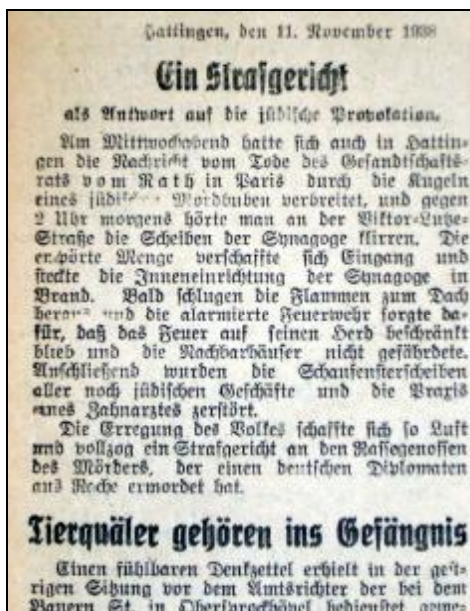 Hattingen, den 11. November 1938
Ein Strafgericht
als Antwort auf die jüdische Provokation.
Am Mittwochabend hatte sich auch in Hattin-
gen die Nachricht vom Tode des Gesandtschafts-
rats vom Rath in Paris durch die Kugeln
eines jüdischen Mordbuben verbreitet, und gegen
2 Uhr morgens hörte man an der Viktor-Lutze-
Straße die Scheiben der Synagoge klirren. Die
empörte Menge verschaffte sich Eingang und
steckte die Inneneinrichtung der Synagoge in
Brand. Bald schlugen die Flammen zum Dach
heraus und die alarmierte Feuerwehr sorgte da-
für, daß das Feuer auf seinen Herd beschränkt
blieb und die Nachbarhäuser nicht gefährdete.
Anschließend wurden die Schaufensterscheiben
aller noch jüdischen Geschäfte und die Praxis
eines Zahnarztes zerstört.
Die Erregung des Volkes schaffte sich so Luft
und vollzog ein Strafgericht an den Rassegenossen
des Mörders, der einen deutschen Diplomaten
aus Rache ermordet hat.
Tierquäler gehören ins Gefängnis
Einen fühlbaren Denkzettel erhielt in der gest-
rigen Sitzung vor dem Amtsrichter der bei dem
Bauern St. in Obersprockhövel